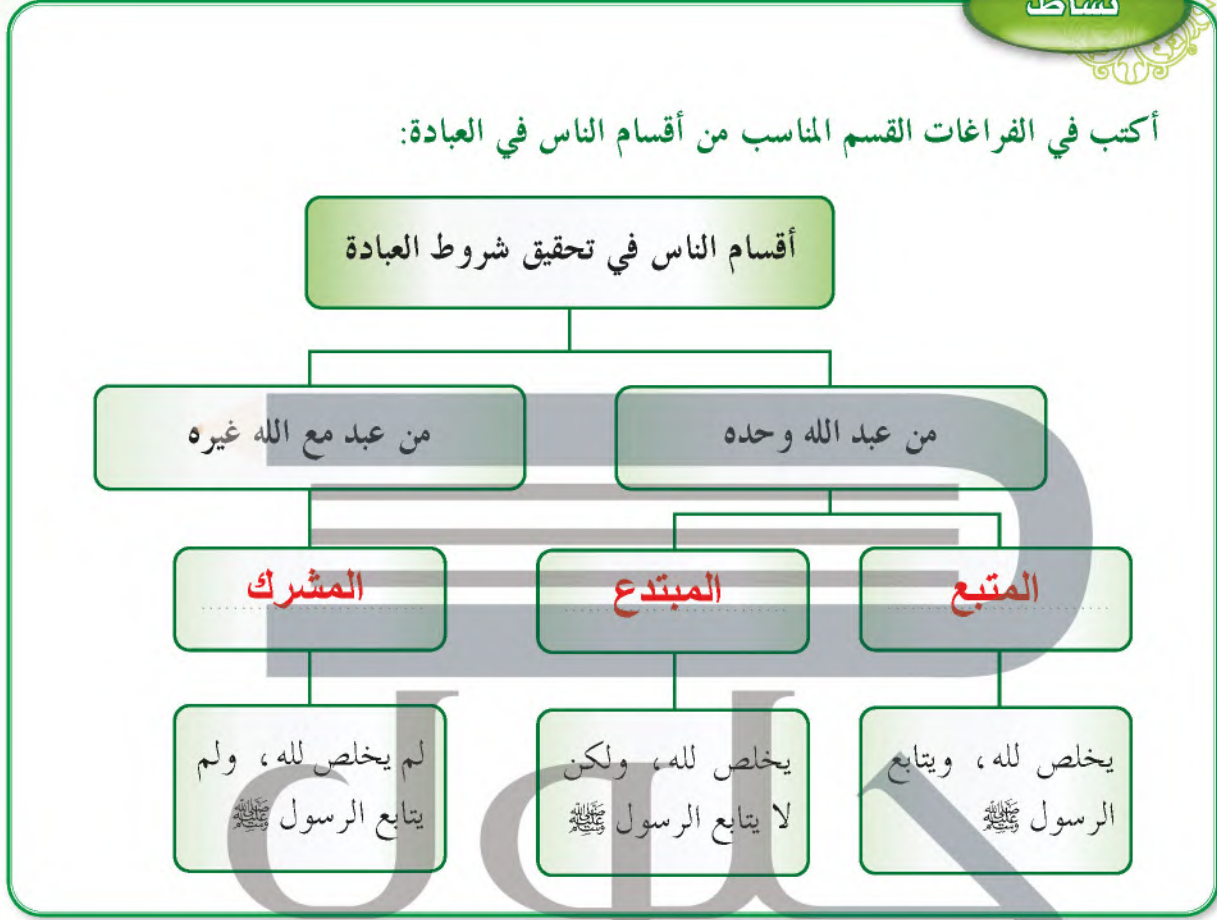 نشاط
أكتب في الفراغات القسم المناسب من أقسام الناس في العبادة:
أقسام الناس في تحقيق شروط العبادة
من عبد الله وحده
من عبد مع الله غيره
المتبع
المبتدع
المشرك
يخلص لله، ويتابع
الرسول ﷺ
يخلص لله، ولكن
لا يتابع الرسول ﷺ
لم يخلص لله، ولم
يتابع الرسول ﷺ